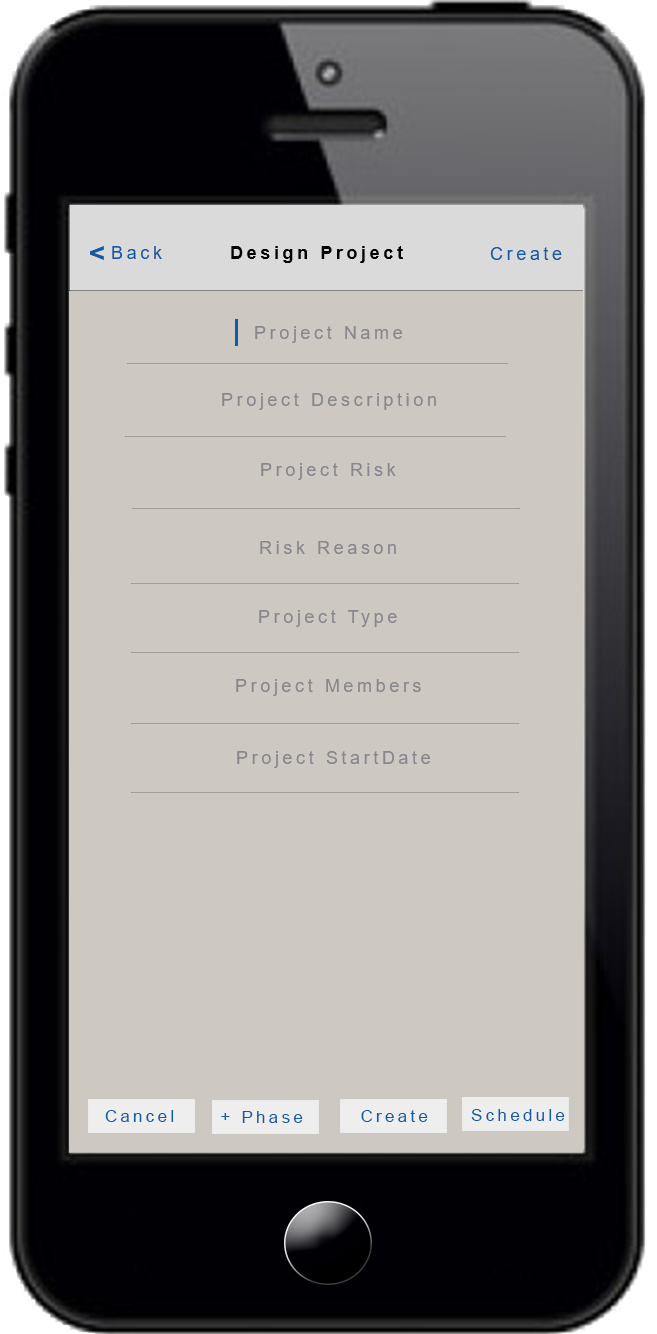 < Back Design Project Create
Project Name
Project Description
Project Risk
Risk Reason
Project Type
Project Members
Project StartDate
Cancel + Phase Create Schedule